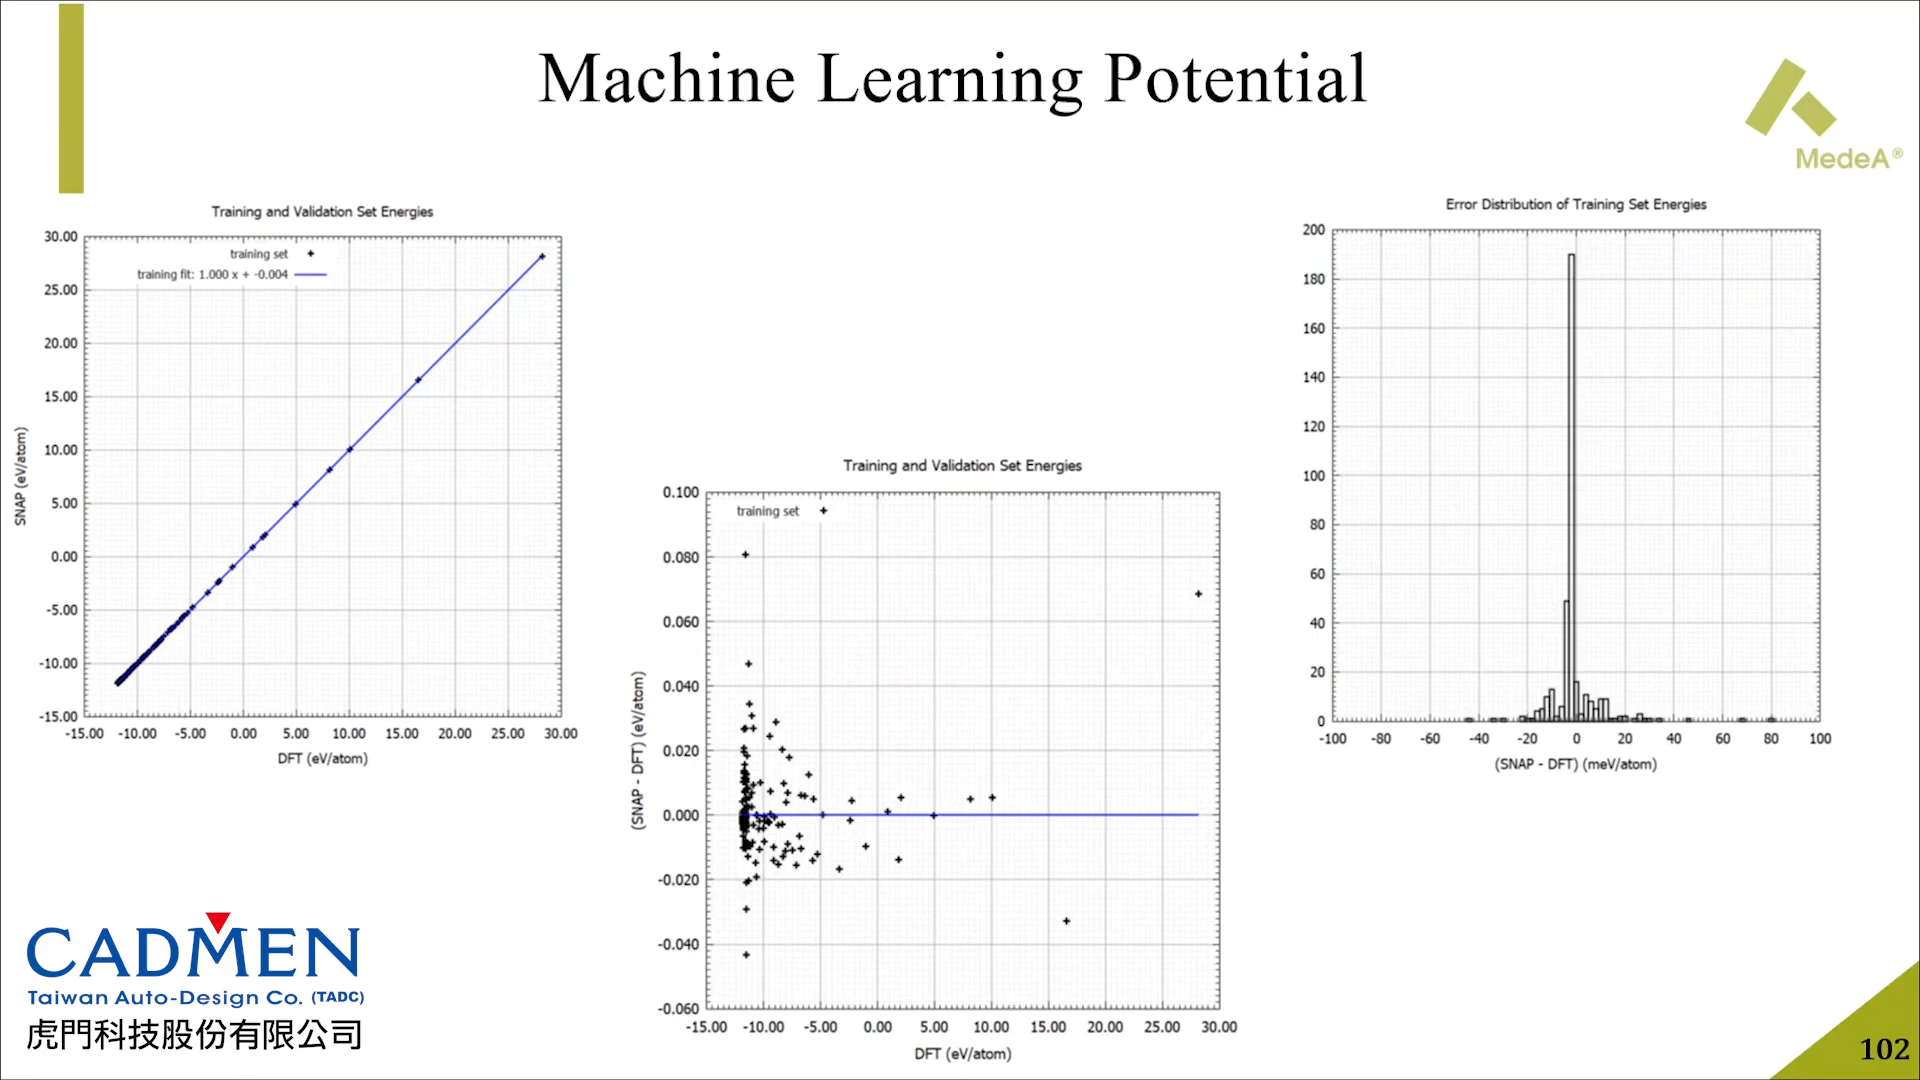 Machine Learning Potential
MedeA®
Training and Validation Set Energies
30.00
25.00
20.00
15.00
10.00
5.00
0.00
-5.00
-10.00
-15.00
training set
training fit: 1.000 x + -0.004
SNAP (eV/atom)
-15.00 -10.00 -5.00 0.00 5.00 10.00 15.00 20.00 25.00 30.00
DFT (eV/atom)
Training and Validation Set Energies
0.100
0.080
0.060
0.040
0.020
0.000
-0.020
-0.040
-0.060
training set
(SNAP - DFT) (eV/atom)
-15.00 -10.00 -5.00 0.00 5.00 10.00 15.00 20.00 25.00 30.00
DFT (eV/atom)
Error Distribution of Training Set Energies
200
180
160
140
120
100
80
60
40
20
0
-100 -80 -60 -40 -20 0 20 40 60 80 100
(SNAP - DFT) (meV/atom)
CADMEN
Taiwan Auto-Design Co. (TADC)
虎門科技股份有限公司
102